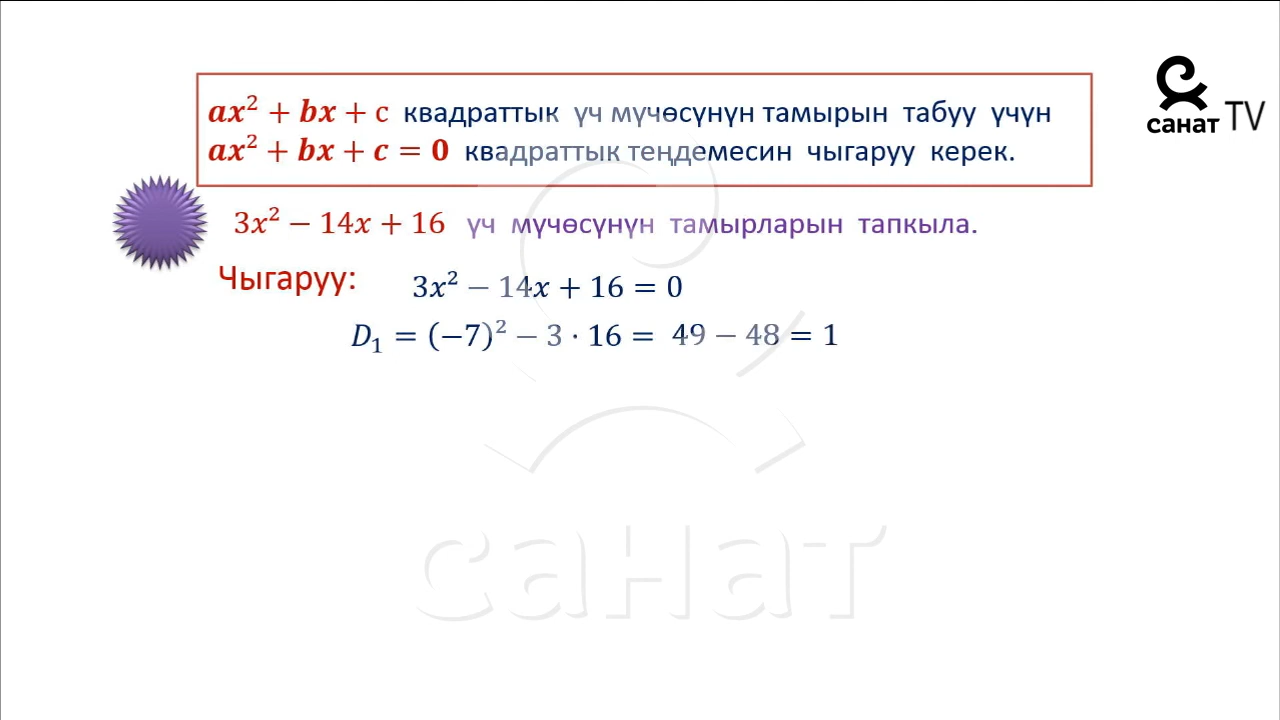 ax² + bx + c квадраттык үч мүчөсүнүн тамырын табуу үчүн
ax² + bx + c = 0 квадраттык теңдемесин чыгаруу керек.
санат TV
3x² − 14x + 16 үч мүчөсүнүн тамырларын тапкыла.
Чыгаруу: 3x² − 14x + 16 = 0
D₁ = (−7)² − 3 · 16 = 49 − 48 = 1
санат